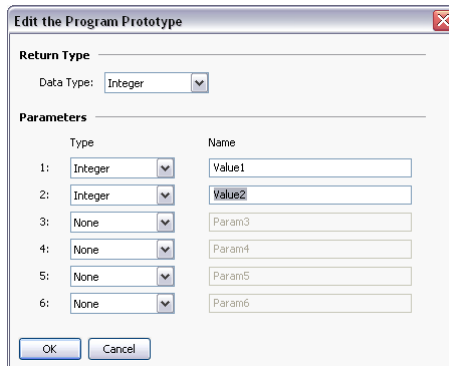 Edit the Program Prototype
Return Type
Data Type: Integer
Parameters
Type Name
1: Integer Value1
2: Integer Value2
3: None Param3
4: None Param4
5: None Param5
6: None Param6
OK Cancel